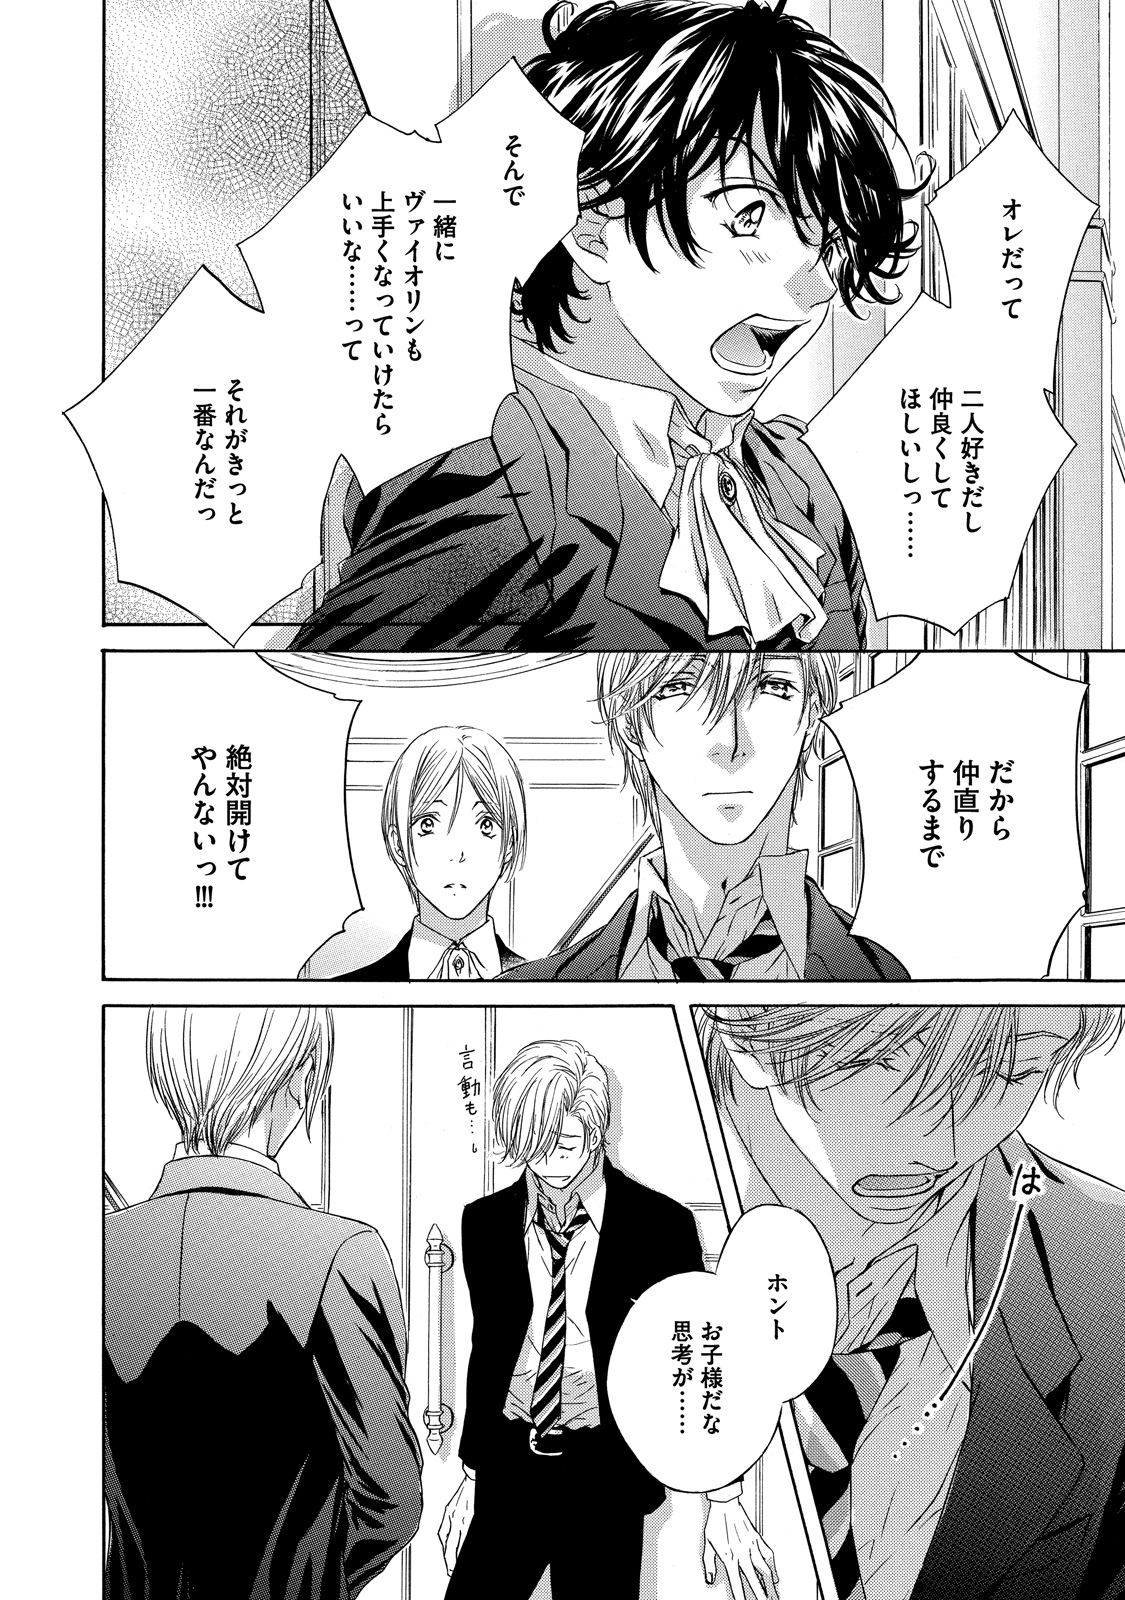 オレだって
二人好きだし
仲良くして
ほしいしっ……
そんで
一緒に
ヴァイオリンも
上手くなっていけたら
いいな……って
それがきっと
一番なんだっ
だから
仲直り
するまで
絶対開けて
やんないっ!!!
は……
ホント
お子様だな
思考が……
言動も…